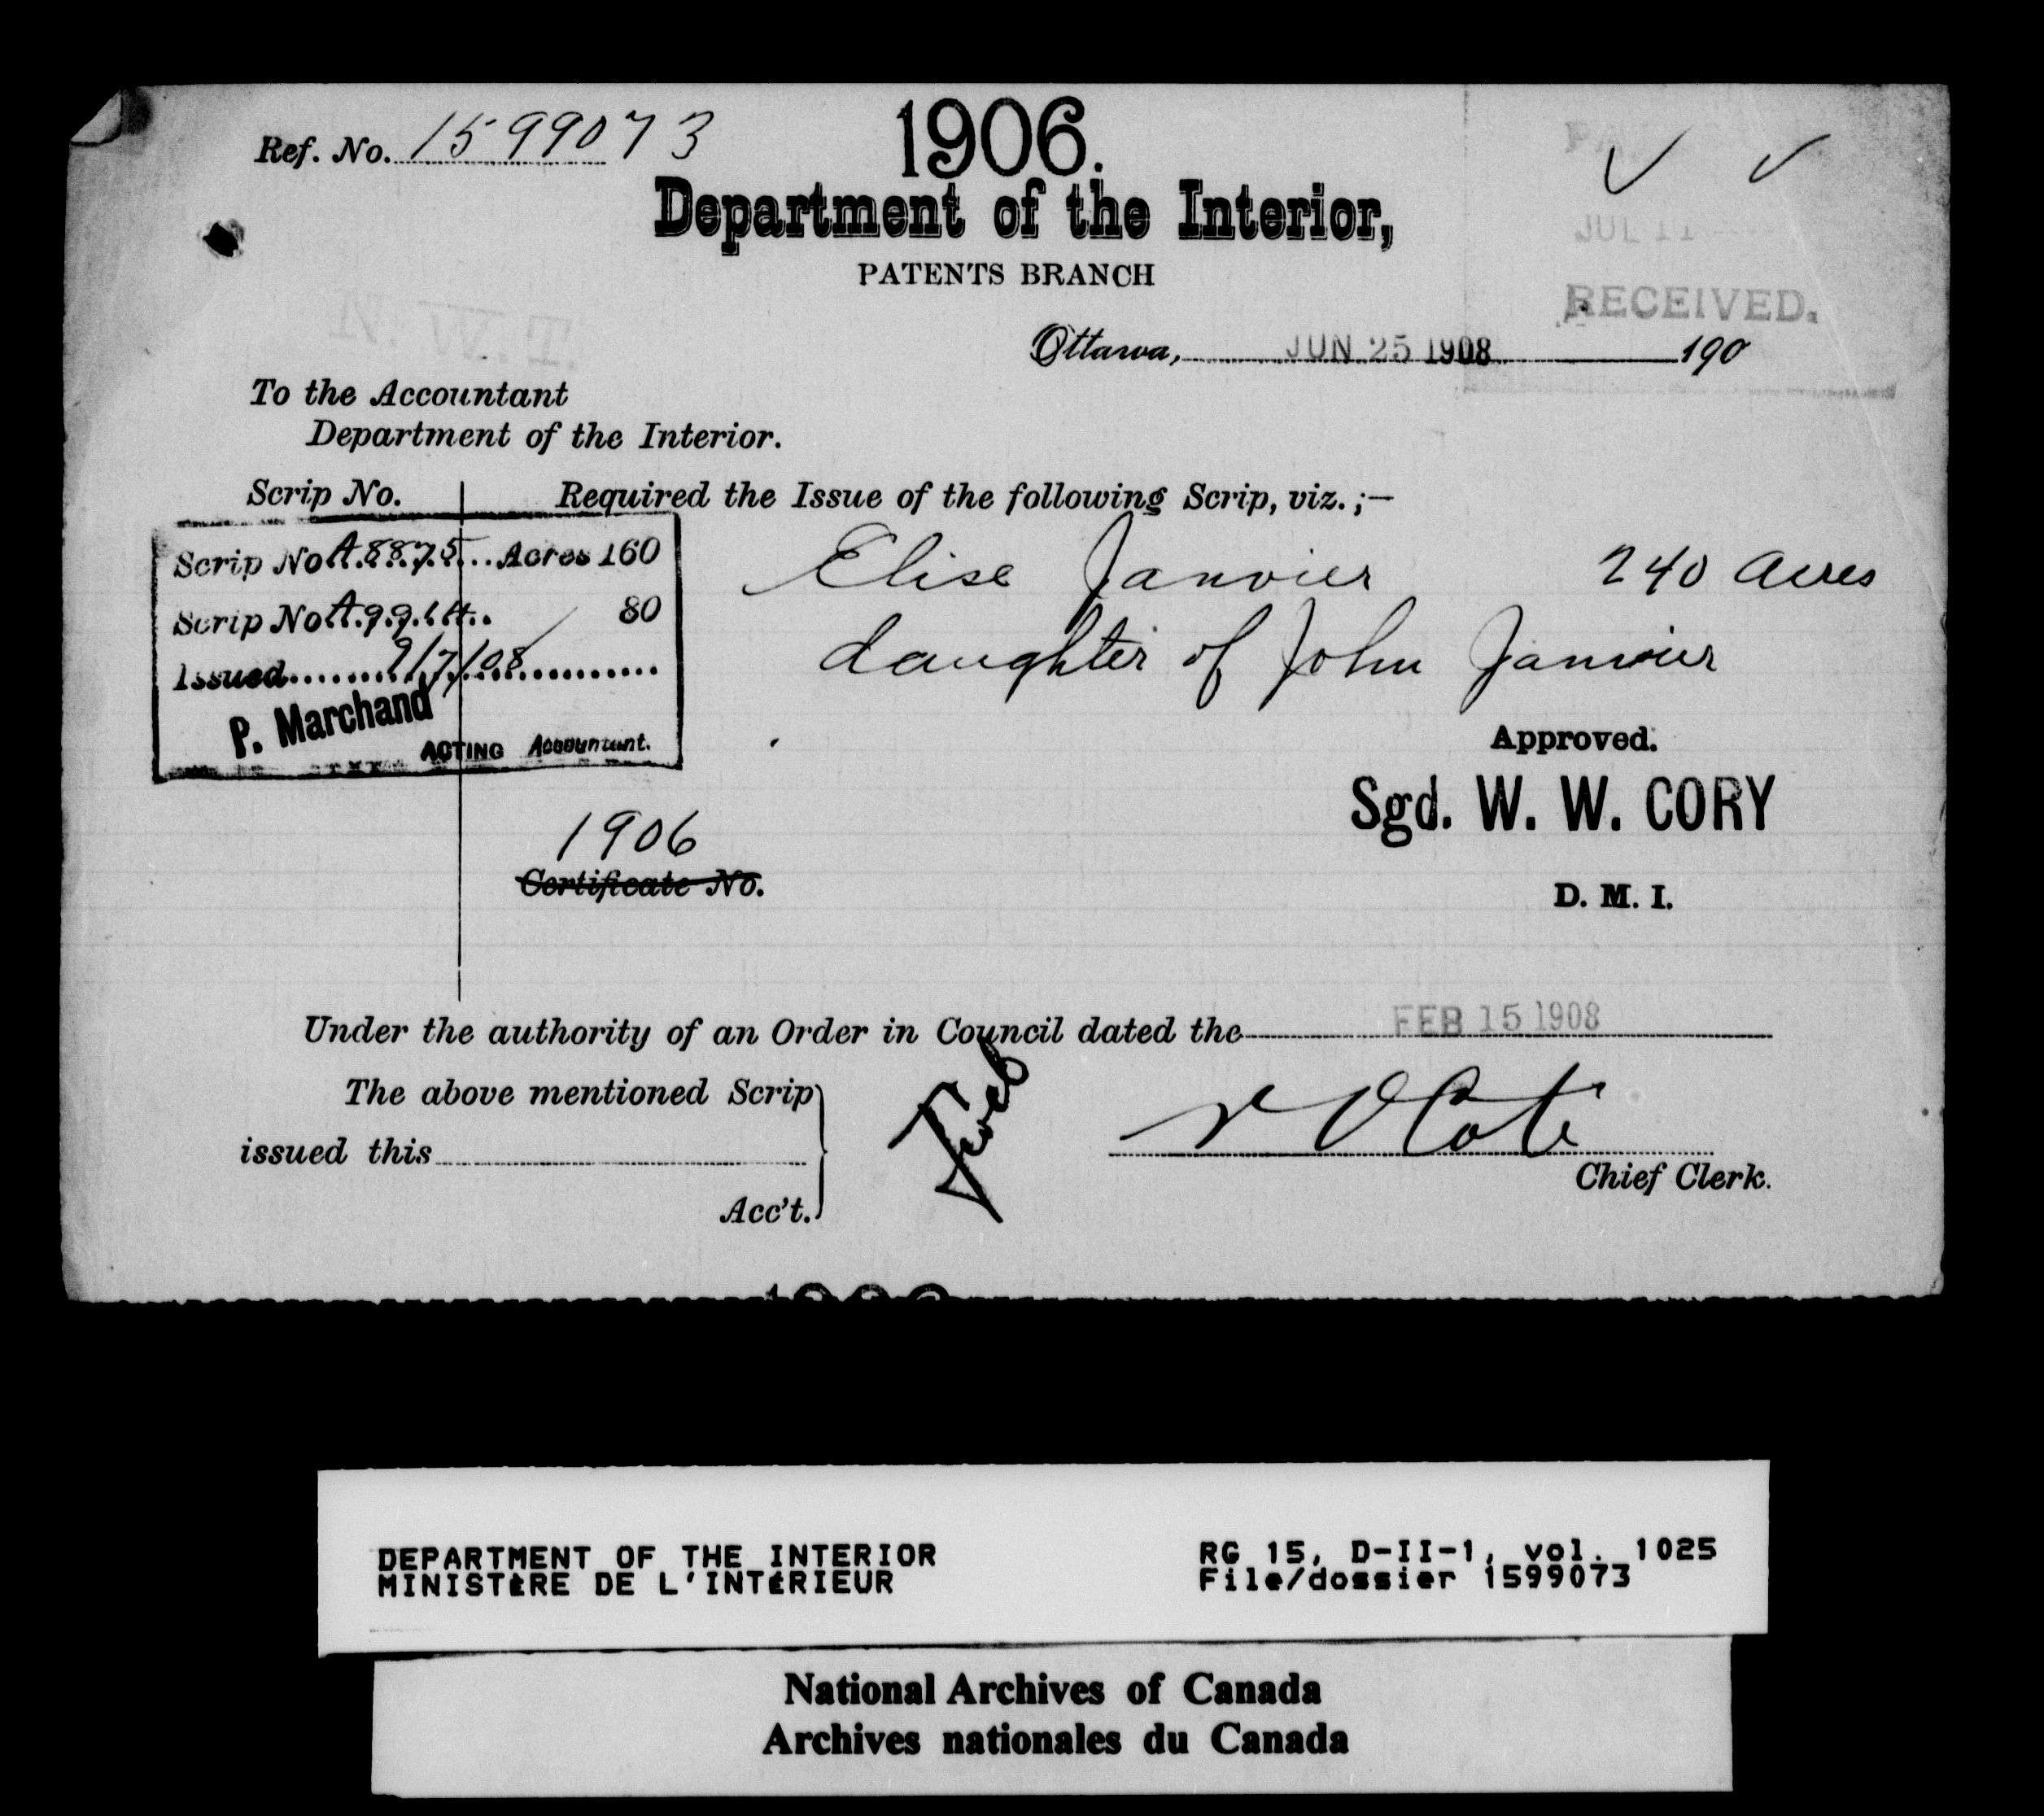 Ref. No. 1599073
1906.
Department of the Interior,
PATENTS BRANCH
JUL 11
RECEIVED.
Ottawa, JUN 25 1908 190
To the Accountant
Department of the Interior.
Scrip No. Required the Issue of the following Scrip, viz.;—
Scrip No. A.8875 Acres 160
Scrip No. A.9914 80
Issued 9/7/08
P. Marchand
ACTING Accountant.
Elise Janvier 240 Acres
daughter of John Janvier
Approved.
Sgd. W. W. CORY
D. M. I.
1906
Certificate No.
Under the authority of an Order in Council dated the FEB 15 1908
The above mentioned Scrip
issued this
Acc't.
N O Coté
Chief Clerk.
DEPARTMENT OF THE INTERIOR
MINISTÈRE DE L'INTÉRIEUR
RG 15, D-II-1, vol. 1025
File/dossier 1599073
National Archives of Canada
Archives nationales du Canada